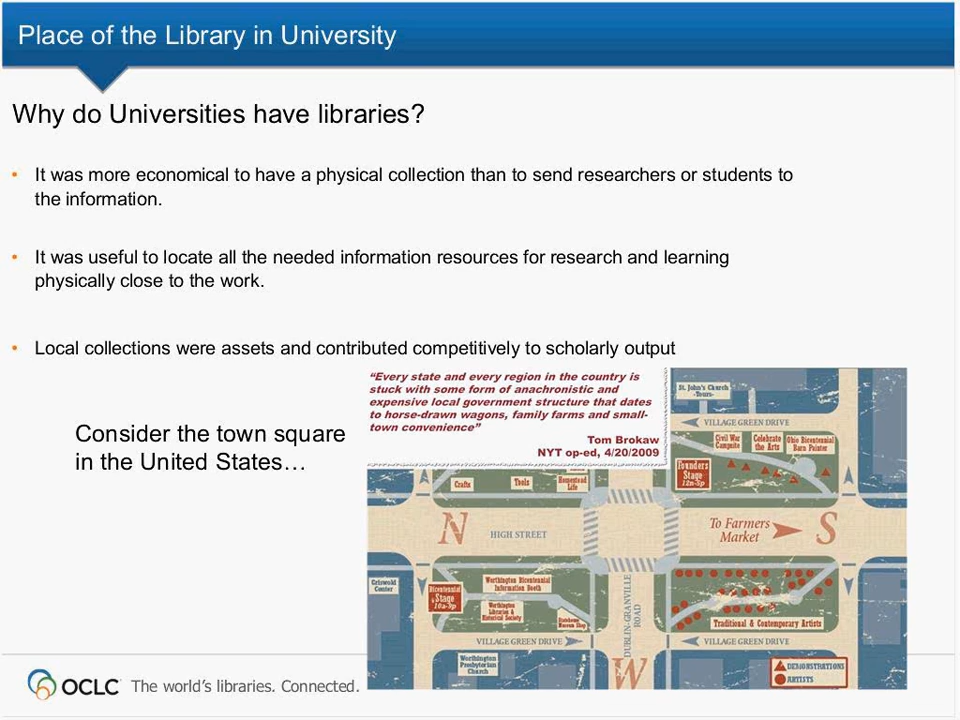 Place of the Library in University
Why do Universities have libraries?
• It was more economical to have a physical collection than to send researchers or students to
the information.
• It was useful to locate all the needed information resources for research and learning
physically close to the work.
• Local collections were assets and contributed competitively to scholarly output
Consider the town square
in the United States…
“Every state and every region in the country is
stuck with some form of anachronistic and
expensive local government structure that dates
to horse-drawn wagons, family farms and small-
town convenience”
Tom Brokaw
NYT op-ed, 4/20/2009
St. John's Church
-Tours-
VILLAGE GREEN DRIVE
Civil War
Campsite
Celebrate
the Arts
Ohio Bicentennial
Barn Painter
Founders
Stage
12n-5p
Crafts
Tools
Homestead
Life
N
HIGH STREET
To Farmers
Market
S
Griswold
Center
Bicentennial
Stage
10a-3p
Worthington Bicentennial
Information Booth
Worthington
Libraries &
Historical Society
Museum Shop
DUBLIN-GRANVILLE
ROAD
Traditional & Contemporary Artists
VILLAGE GREEN DRIVE
VILLAGE GREEN DRIVE
Worthington
Presbyterian
Church
W
DEMONSTRATIONS
ARTISTS
OCLC
The world’s libraries. Connected.